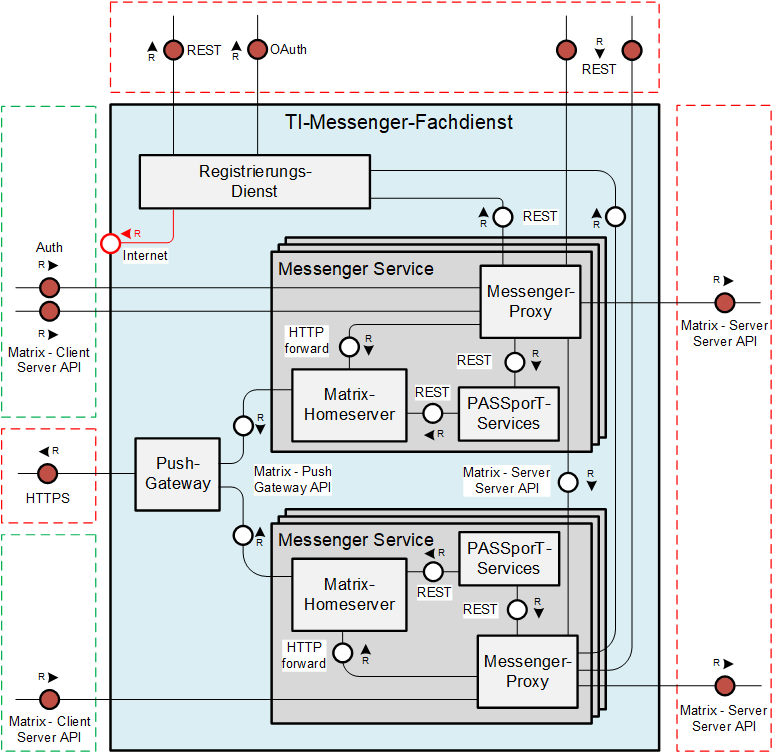 R
REST
R
OAuth
R
REST
TI-Messenger-Fachdienst
Registrierungs-
Dienst
R
REST
R
R
Internet
Auth
R
R
Matrix - Client
Server API
Messenger Service
Messenger-
Proxy
R
Matrix - Server
Server API
HTTP
forward
R
REST
R
Matrix-
Homeserver
REST
R
PASSporT-
Services
R
Push-
Gateway
R
HTTPS
Matrix - Push
Gateway API
Matrix - Server
Server API
R
R
Messenger Service
PASSporT-
Services
R
REST
Matrix-
Homeserver
REST
R
HTTP
forward
R
Messenger-
Proxy
R
Matrix - Client
Server API
R
Matrix - Server
Server API